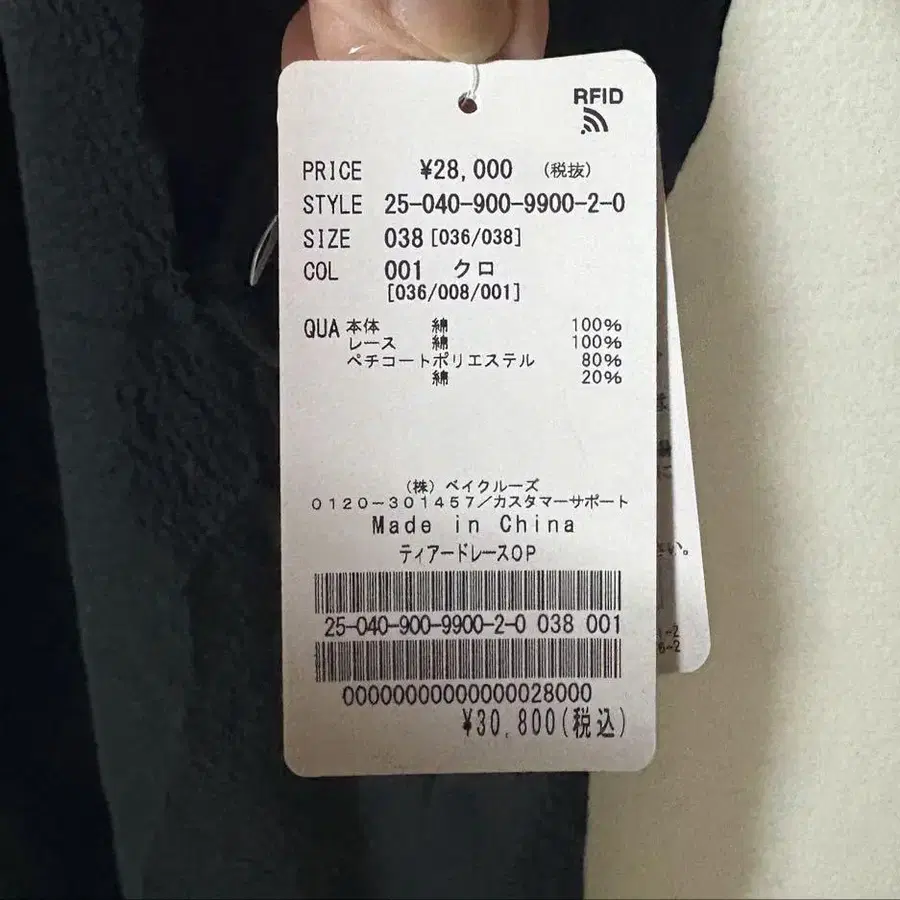 RFID
PRICE ¥28,000 (税抜)
STYLE 25-040-900-9900-2-0
SIZE 038 [036/038]
COL 001 クロ
[036/008/001]
QUA 本体 綿 100%
レース 綿 100%
ペチコートポリエステル 80%
綿 20%
(株) ベイクルーズ
0120-301457/カスタマーサポート
Made in China
ティアードレースOP
25-040-900-9900-2-0 038 001
00000000000000028000
¥30,800(税込)